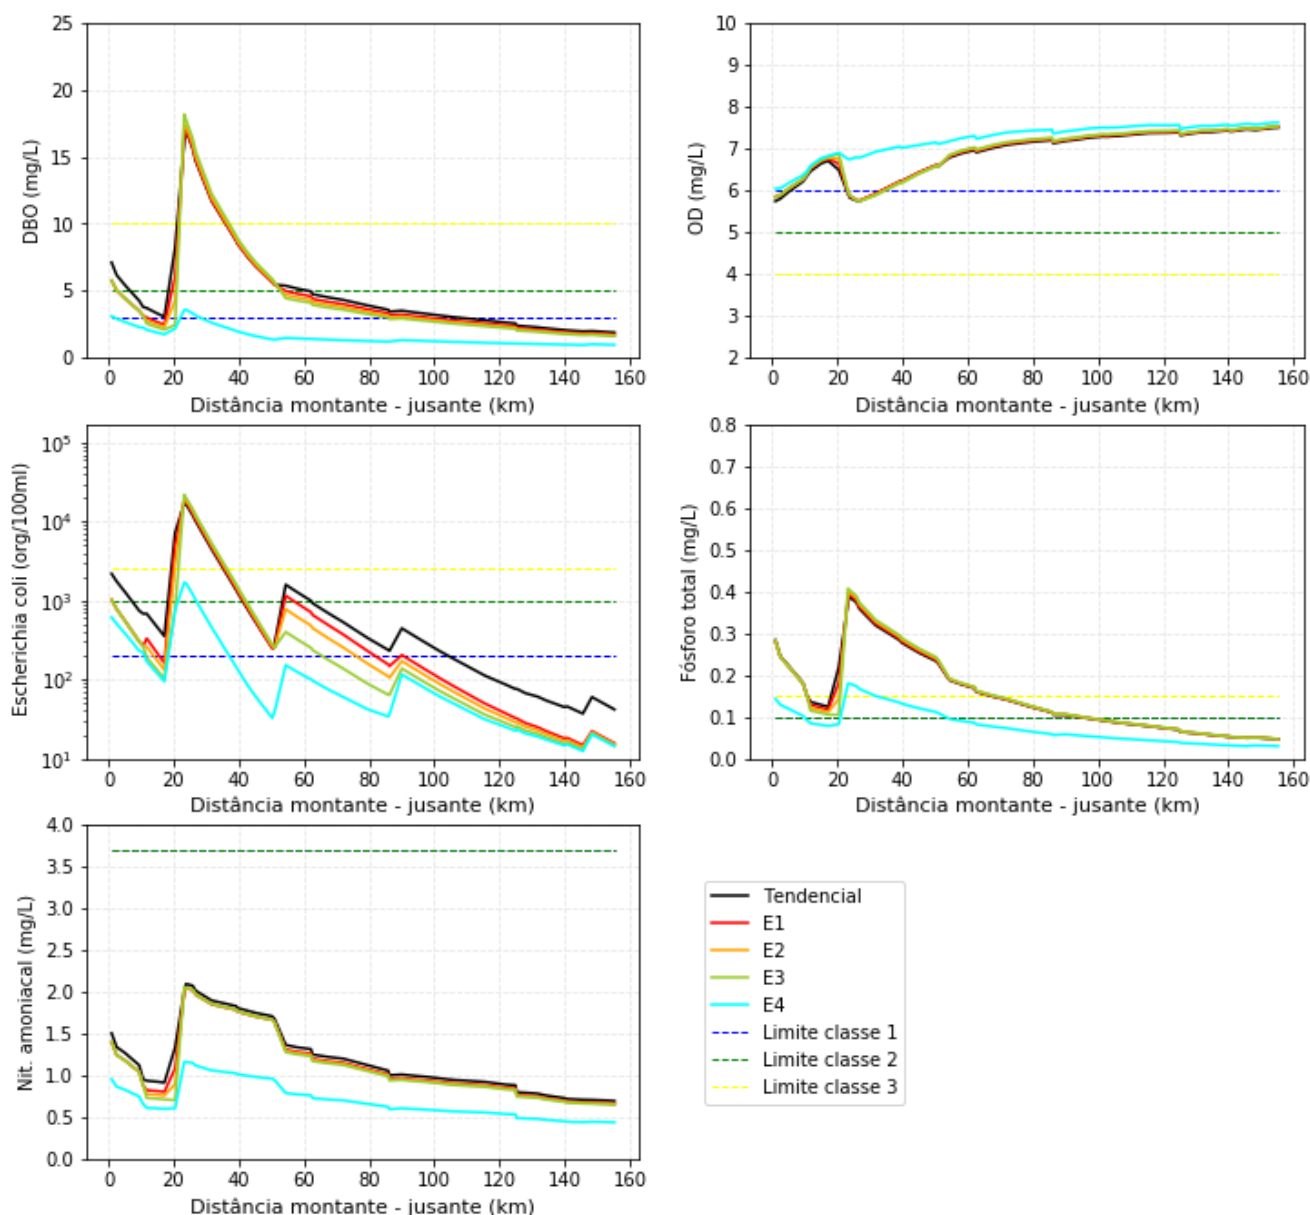 25
20
15
10
5
0
DBO (mg/L)
0 20 40 60 80 100 120 140 160
Distância montante - jusante (km)
10
9
8
7
6
5
4
3
2
OD (mg/L)
0 20 40 60 80 100 120 140 160
Distância montante - jusante (km)
10⁵
10⁴
10³
10²
10¹
Escherichia coli (org/100ml)
0 20 40 60 80 100 120 140 160
Distância montante - jusante (km)
0.8
0.7
0.6
0.5
0.4
0.3
0.2
0.1
0.0
Fósforo total (mg/L)
0 20 40 60 80 100 120 140 160
Distância montante - jusante (km)
4.0
3.5
3.0
2.5
2.0
1.5
1.0
0.5
0.0
Nit. amoniacal (mg/L)
0 20 40 60 80 100 120 140 160
Distância montante - jusante (km)
Tendencial
E1
E2
E3
E4
Limite classe 1
Limite classe 2
Limite classe 3